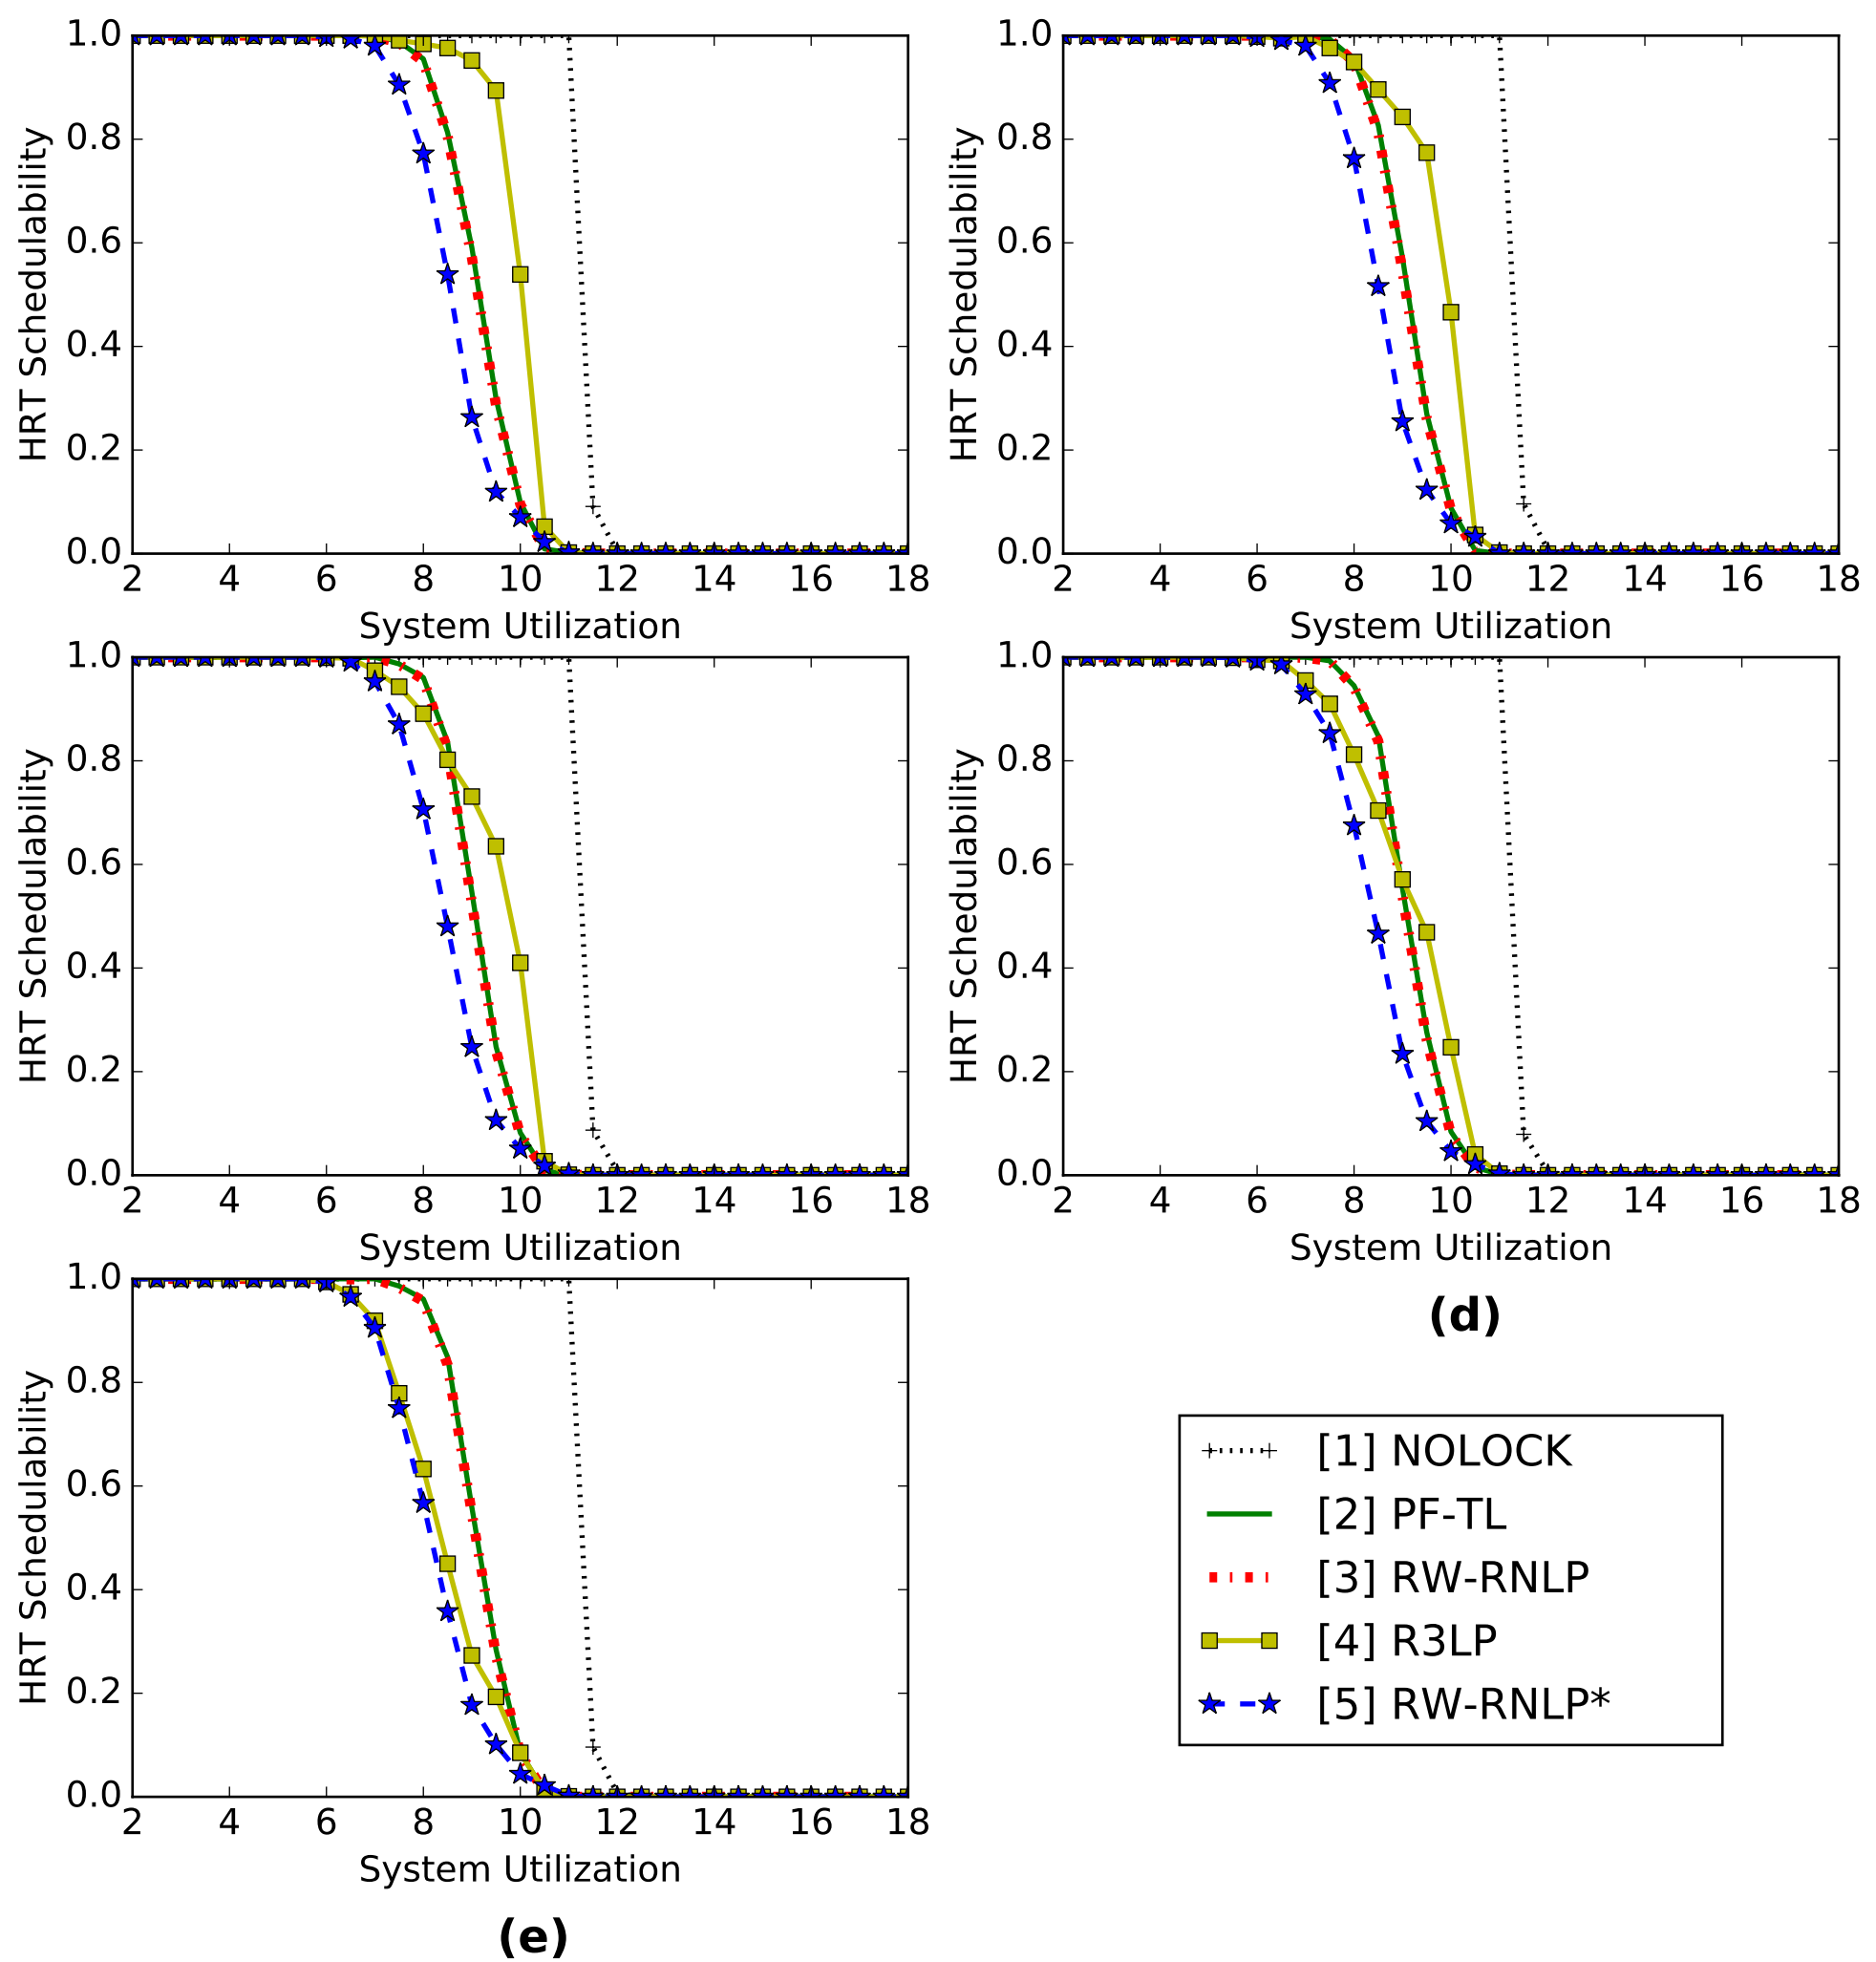 1.0
0.8
0.6
0.4
0.2
0.0
HRT Schedulability
2 4 6 8 10 12 14 16 18
System Utilization
1.0
0.8
0.6
0.4
0.2
0.0
HRT Schedulability
2 4 6 8 10 12 14 16 18
System Utilization
1.0
0.8
0.6
0.4
0.2
0.0
HRT Schedulability
2 4 6 8 10 12 14 16 18
System Utilization
1.0
0.8
0.6
0.4
0.2
0.0
HRT Schedulability
2 4 6 8 10 12 14 16 18
System Utilization
(d)
1.0
0.8
0.6
0.4
0.2
0.0
HRT Schedulability
2 4 6 8 10 12 14 16 18
System Utilization
(e)
[1] NOLOCK
[2] PF-TL
[3] RW-RNLP
[4] R3LP
[5] RW-RNLP*